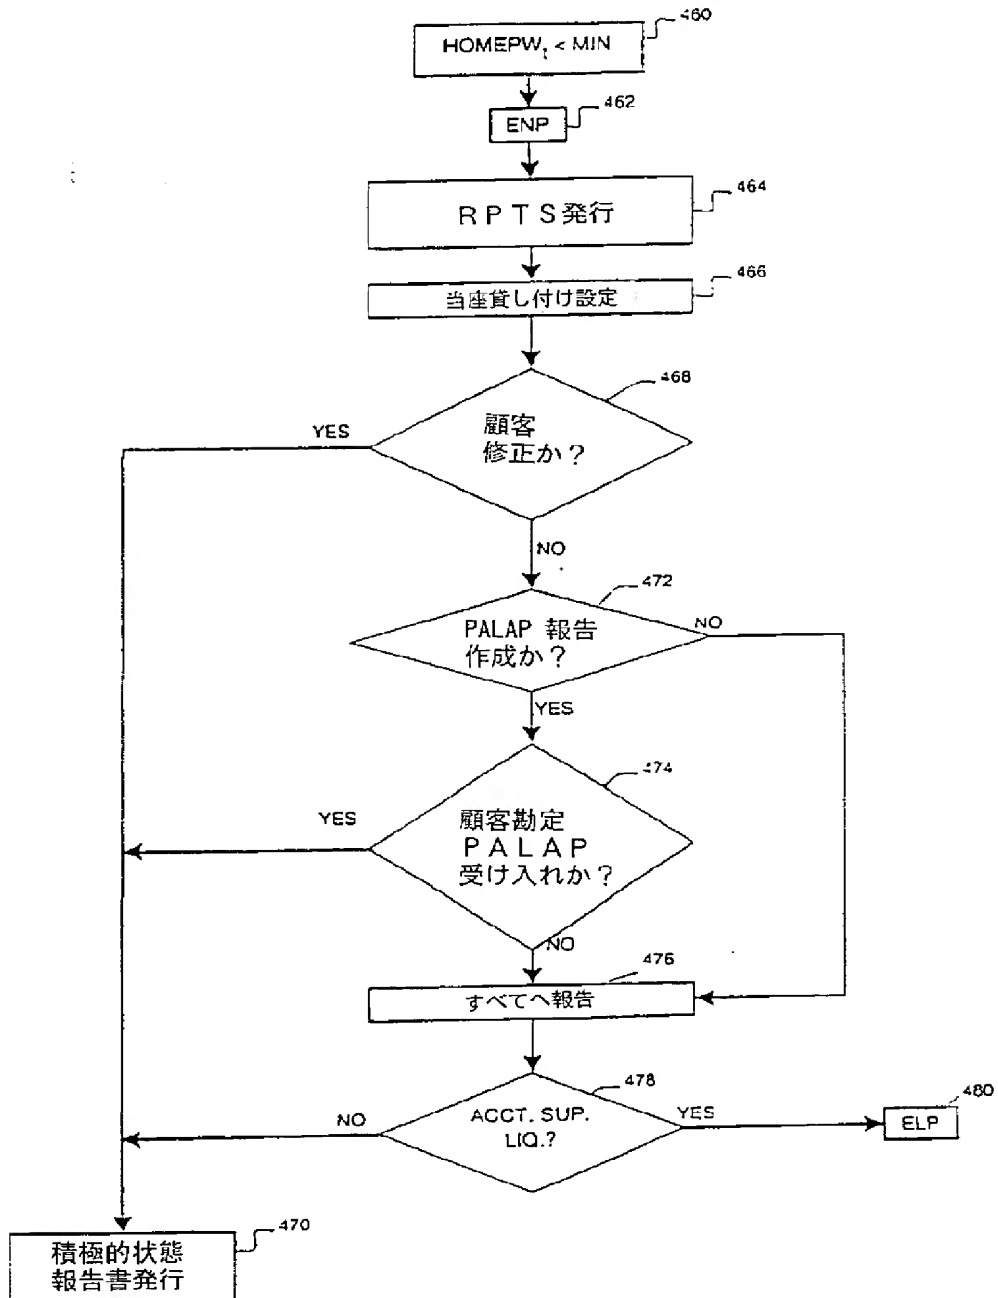 460
HOMEPWt < MIN
462
ENP
464
ＲＰＴＳ発行
466
当座貸し付け設定
468
YES
顧客
修正か？
NO
472
NO
PALAP 報告
作成か？
YES
474
YES
顧客勘定
ＰＡＬＡＰ
受け入れか？
NO
476
すべてへ報告
478
480
NO
ACCT. SUP.
LIQ.?
YES
ELP
470
積極的状態
報告書発行